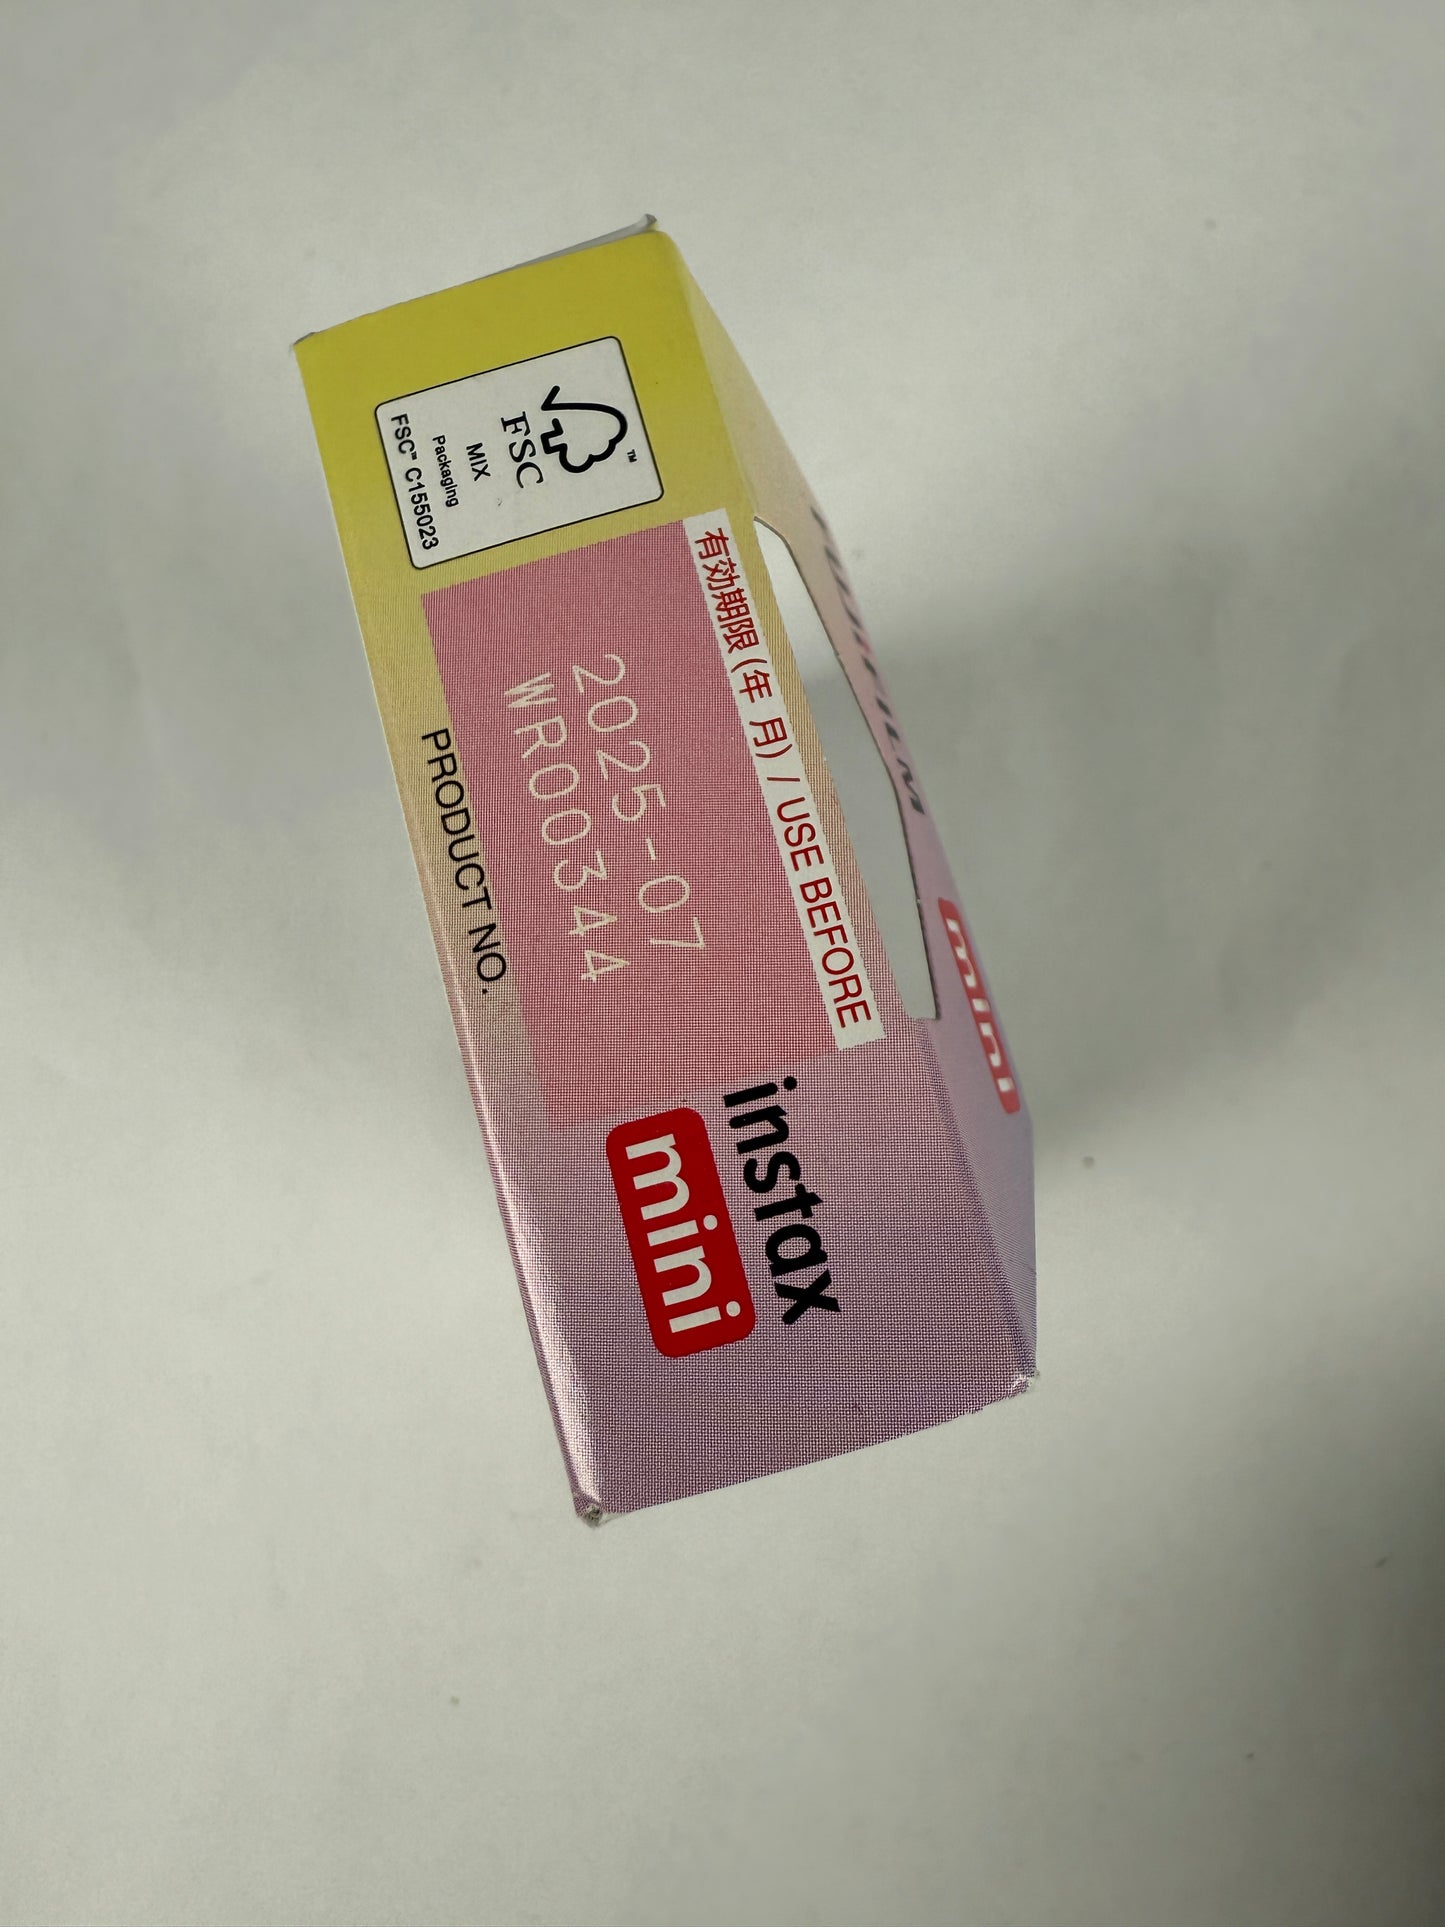 有効期限 (年 月) / USE BEFORE
2025-07
WR00344
PRODUCT NO.
FSC
MIX
Packaging
FSC™ C155023
instax
mini
FUJIFILM
mini